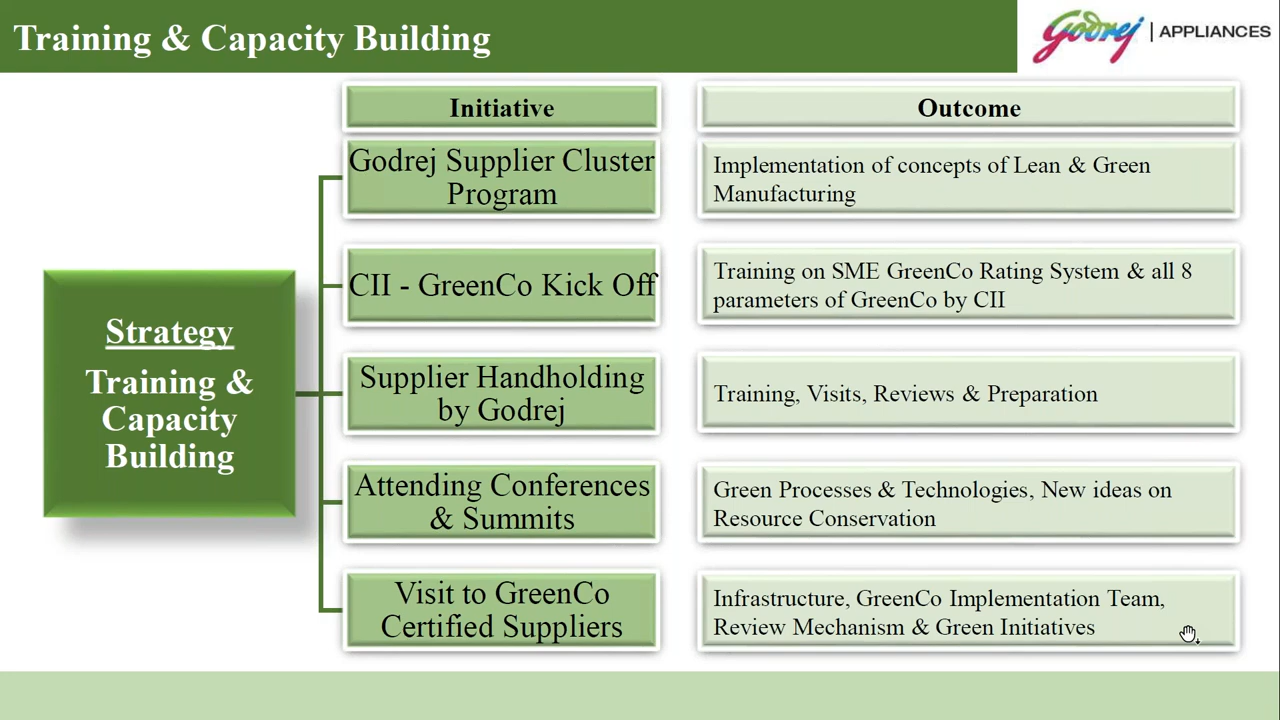 Training & Capacity Building
Godrej | APPLIANCES
Initiative
Outcome
Godrej Supplier Cluster
Program
Implementation of concepts of Lean & Green
Manufacturing
CII - GreenCo Kick Off
Training on SME GreenCo Rating System & all 8
parameters of GreenCo by CII
Strategy
Training &
Capacity
Building
Supplier Handholding
by Godrej
Training, Visits, Reviews & Preparation
Attending Conferences
& Summits
Green Processes & Technologies, New ideas on
Resource Conservation
Visit to GreenCo
Certified Suppliers
Infrastructure, GreenCo Implementation Team,
Review Mechanism & Green Initiatives